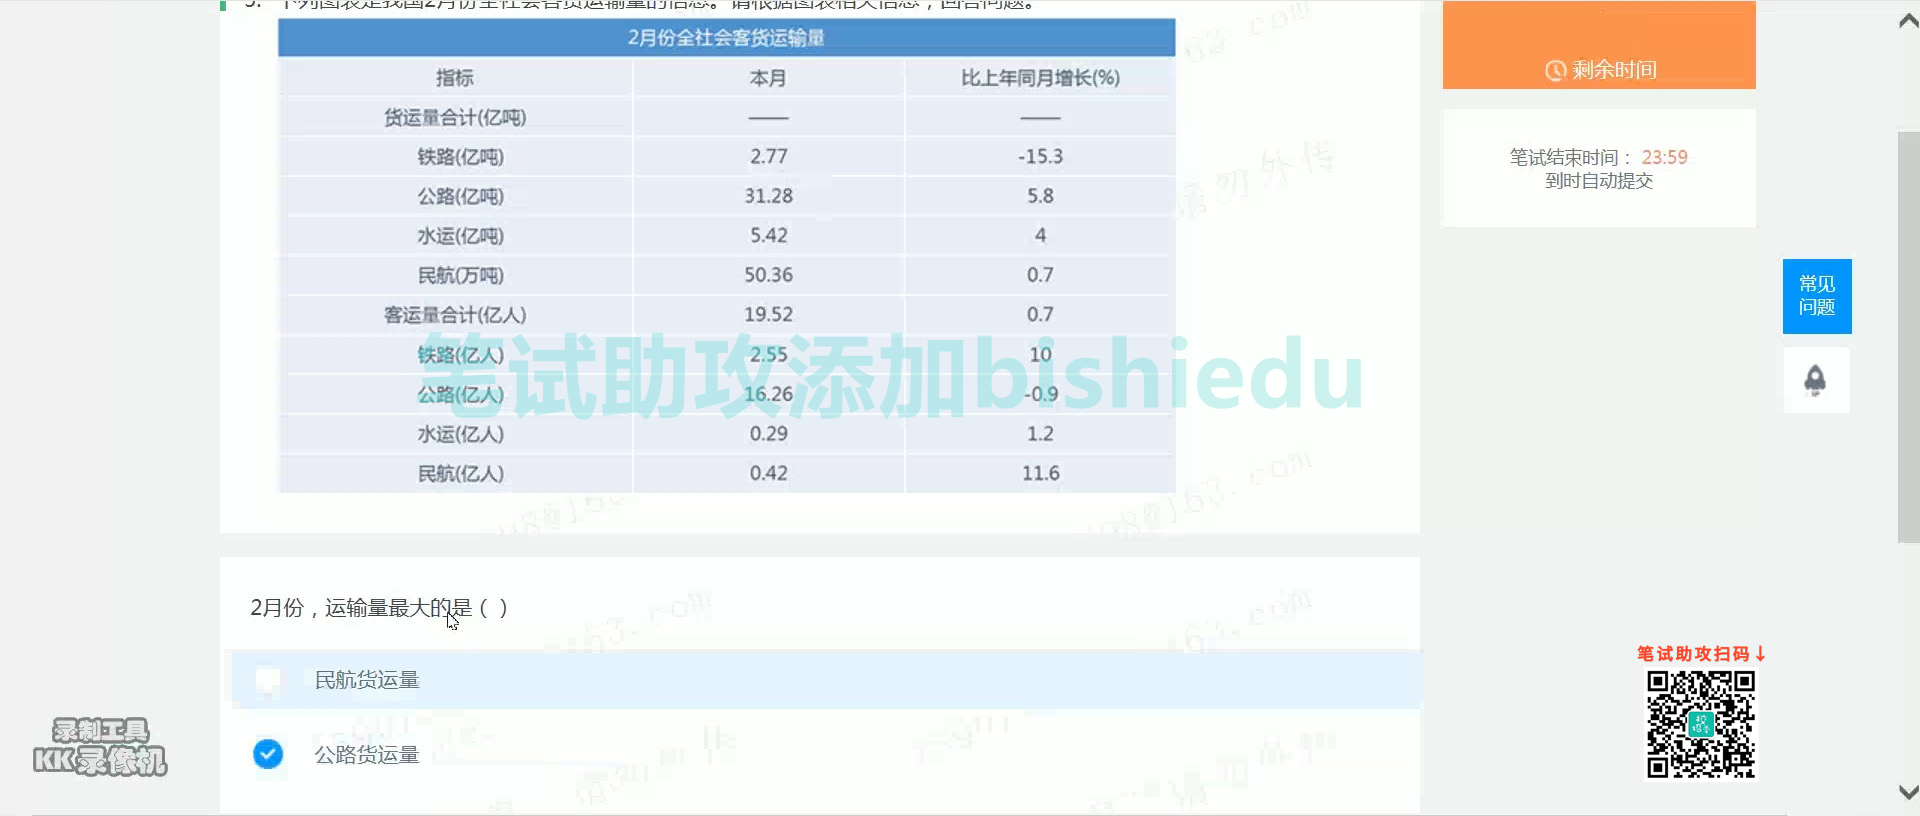 3. 下列图表是我国2月份全社会客货运输量的信息。请根据图表相关信息，回答问题。
2月份全社会客货运输量
指标 本月 比上年同月增长(%)
货运量合计(亿吨) —— ——
铁路(亿吨) 2.77 -15.3
公路(亿吨) 31.28 5.8
水运(亿吨) 5.42 4
民航(万吨) 50.36 0.7
客运量合计(亿人) 19.52 0.7
铁路(亿人) 2.55 10
公路(亿人) 16.26 -0.9
水运(亿人) 0.29 1.2
民航(亿人) 0.42 11.6
笔试助攻添加bishiedu
2月份，运输量最大的是（ ）
民航货运量
公路货运量
剩余时间
笔试结束时间： 23:59
到时自动提交
常见
问题
笔试助攻扫码↓
录制工具
KK录像机
请勿外传